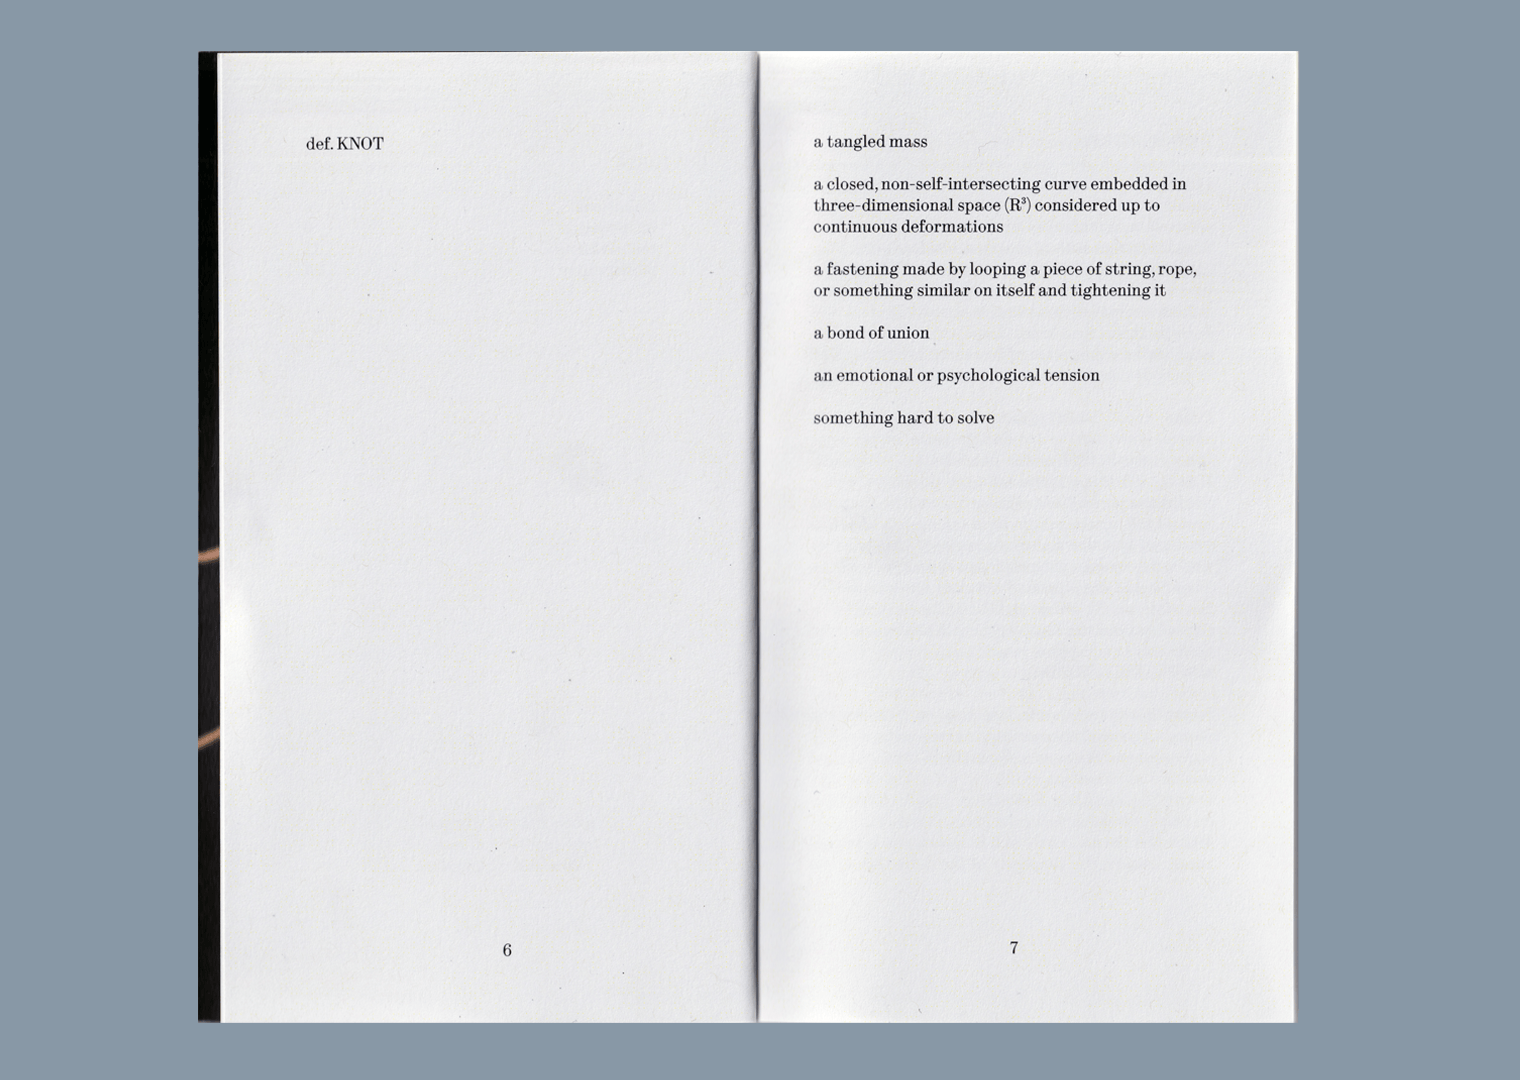 def. KNOT
6
a tangled mass
a closed, non-self-intersecting curve embedded in
three-dimensional space (R³) considered up to
continuous deformations
a fastening made by looping a piece of string, rope,
or something similar on itself and tightening it
a bond of union
an emotional or psychological tension
something hard to solve
7